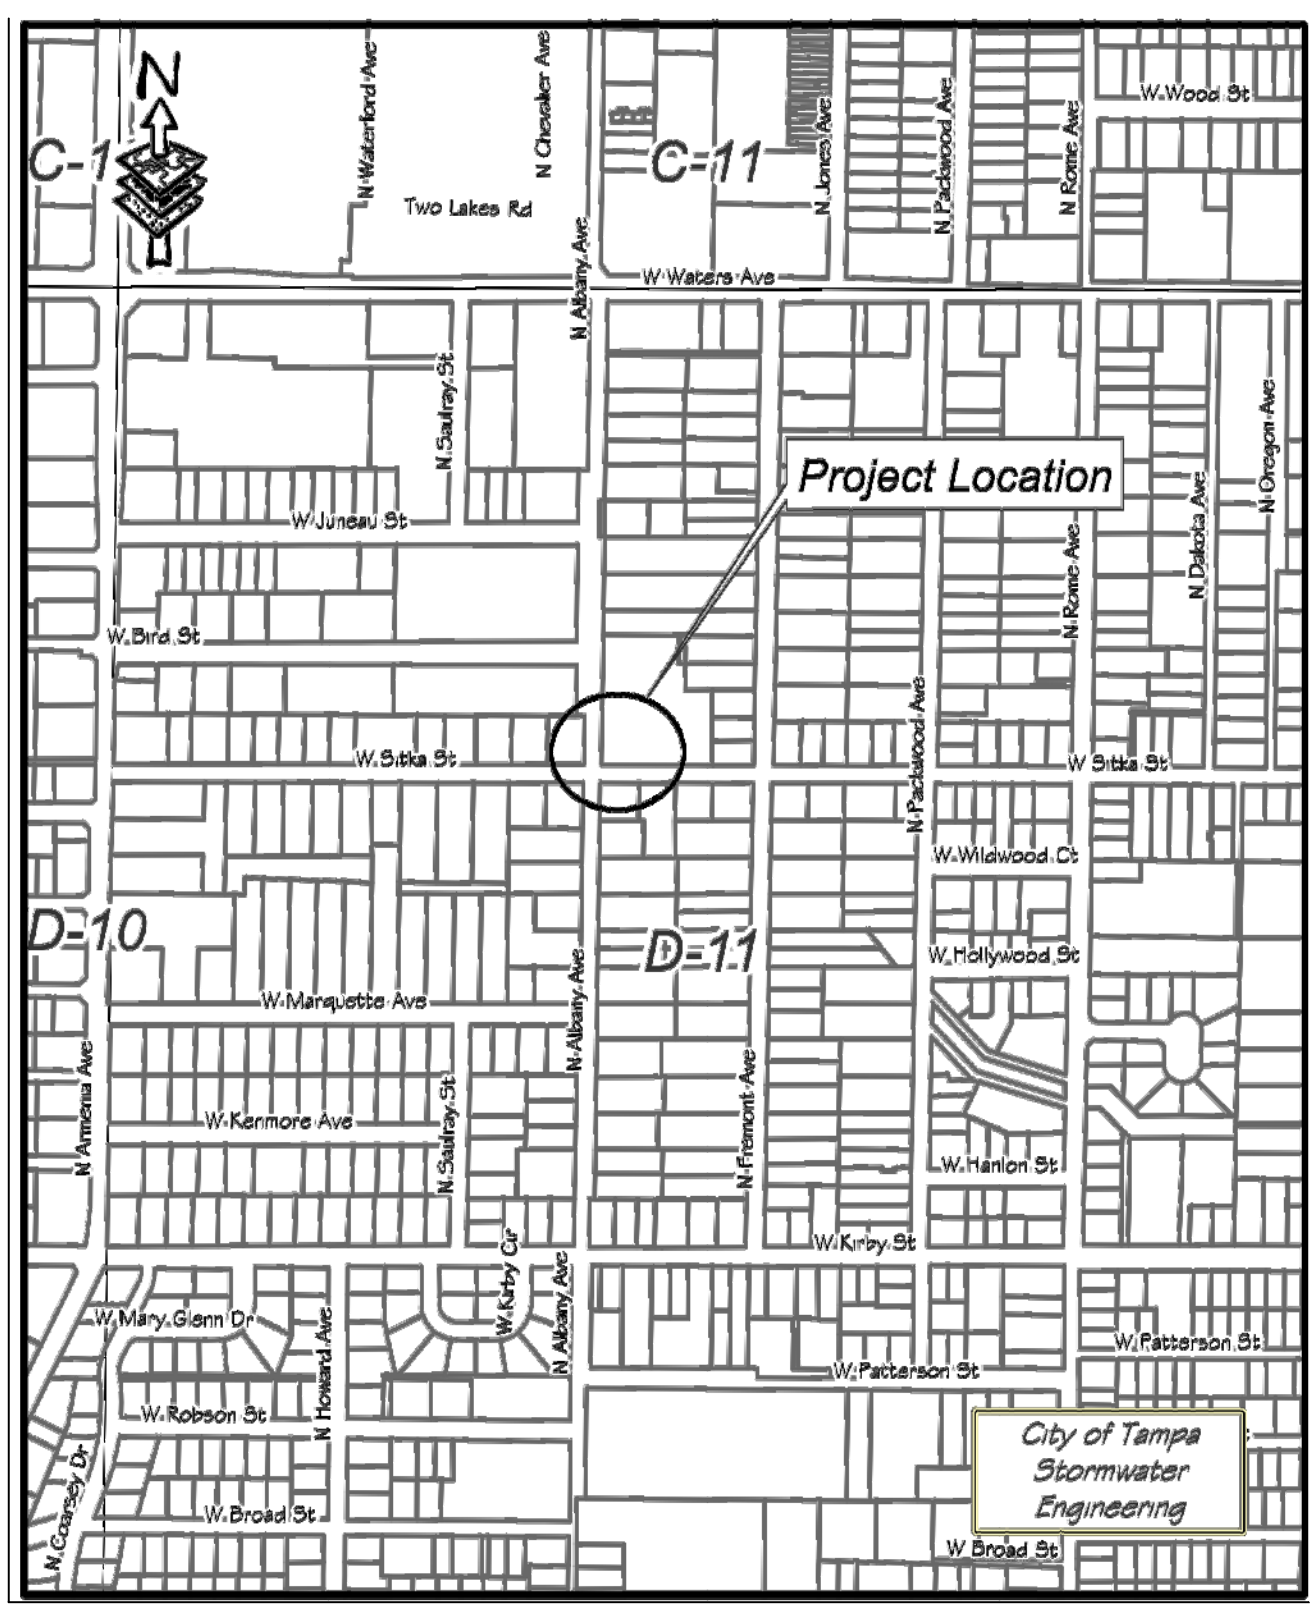 N
N Waterford Ave
N Chevalier Ave
W Wood St
C-1
C-11
N Jones Ave
N Packwood Ave
N Rome Ave
Two Lakes Rd
N Albany Ave
W Waters Ave
N Saulray St
N Oregon Ave
Project Location
W Juneau St
N Dakota Ave
N Rome Ave
W Bird St
N Packwood Ave
W Sitka St
W Sitka St
W Wildwood Ct
D-10
D-11
W Hollywood St
N Albany Ave
W Marquette Ave
N Armenia Ave
N Saulray St
N Fremont Ave
W Kenmore Ave
W Hanlon St
W Kirby St
W Kirby Cir
N Albany Ave
W Mary Glenn Dr
N Howard Ave
W Patterson St
W Patterson St
W Robson St
City of Tampa
Stormwater
Engineering
N Coarsey Dr
W Broad St
W Broad St